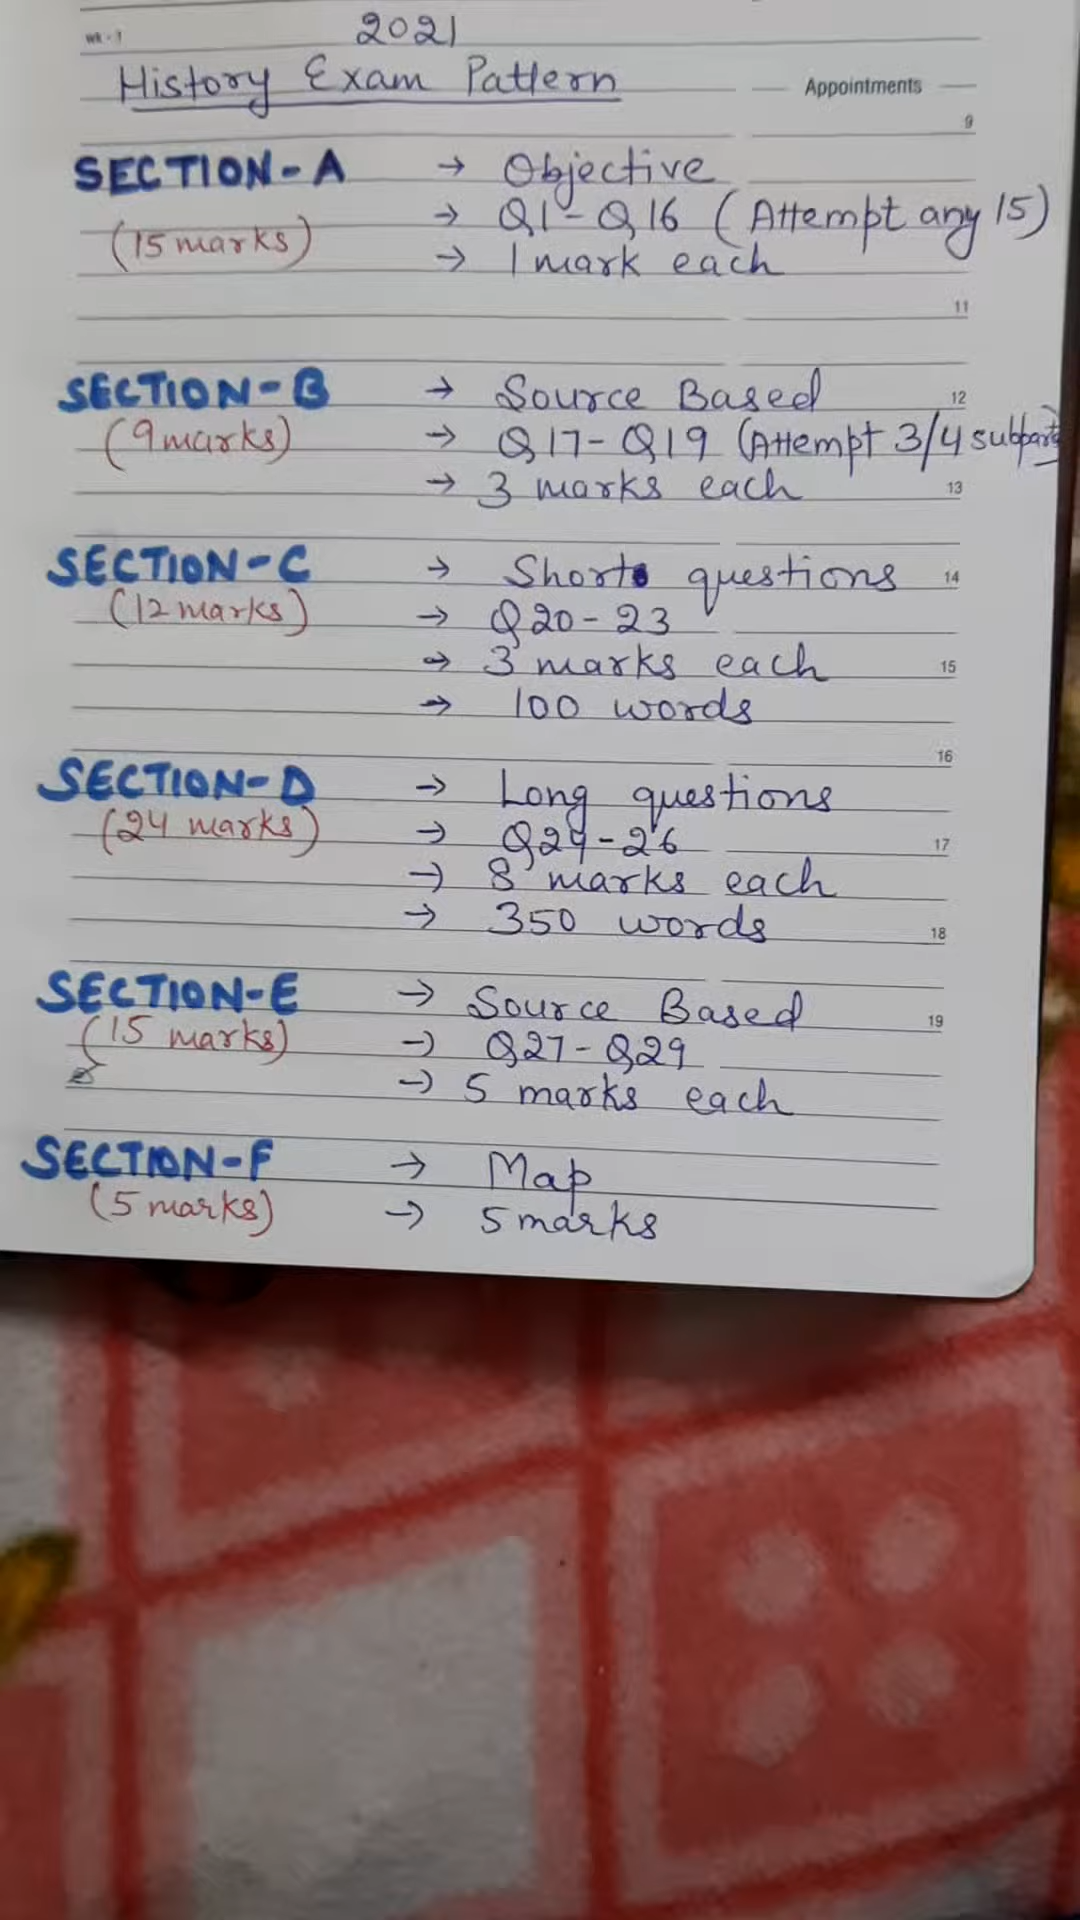 wk - 1
2021
History Exam Pattern
Appointments
9
SECTION-A → Objective
(15 marks) → Q1 - Q16 (Attempt any 15)
→ 1 mark each
11
SECTION-B → Source Based
12
(9 marks) → Q17 - Q19 (Attempt 3/4 subparts)
→ 3 marks each
13
SECTION-C → Short questions
14
(12 marks) → Q20 - 23
→ 3 marks each
15
→ 100 words
16
SECTION-D → Long questions
(24 marks) → Q24 - 26
17
→ 8 marks each
→ 350 words
18
SECTION-E → Source Based
19
(15 marks) → Q27 - Q29
→ 5 marks each
SECTION-F → Map
(5 marks) → 5 marks